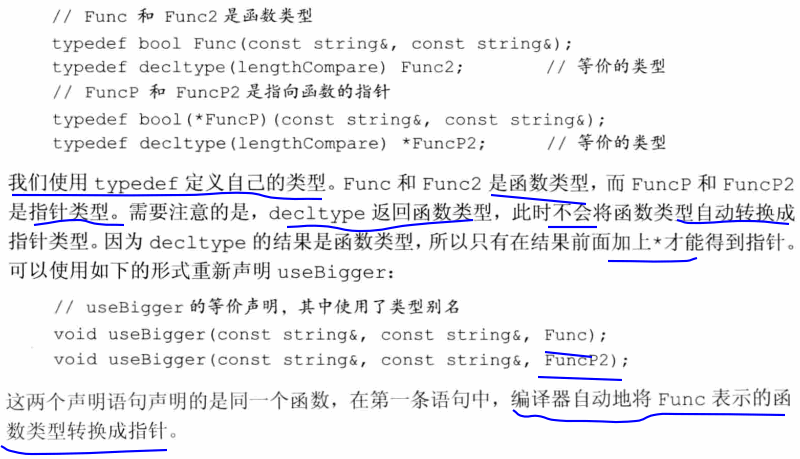 // Func 和 Func2 是函数类型
typedef bool Func(const string&, const string&);
typedef decltype(lengthCompare) Func2; // 等价的类型
// FuncP 和 FuncP2 是指向函数的指针
typedef bool(*FuncP)(const string&, const string&);
typedef decltype(lengthCompare) *FuncP2; // 等价的类型
我们使用 typedef 定义自己的类型。Func 和 Func2 是函数类型，而 FuncP 和 FuncP2
是指针类型。需要注意的是，decltype 返回函数类型，此时不会将函数类型自动转换成
指针类型。因为 decltype 的结果是函数类型，所以只有在结果前面加上*才能得到指针。
可以使用如下的形式重新声明 useBigger：
// useBigger 的等价声明，其中使用了类型别名
void useBigger(const string&, const string&, Func);
void useBigger(const string&, const string&, FuncP2);
这两个声明语句声明的是同一个函数，在第一条语句中，编译器自动地将 Func 表示的函
数类型转换成指针。